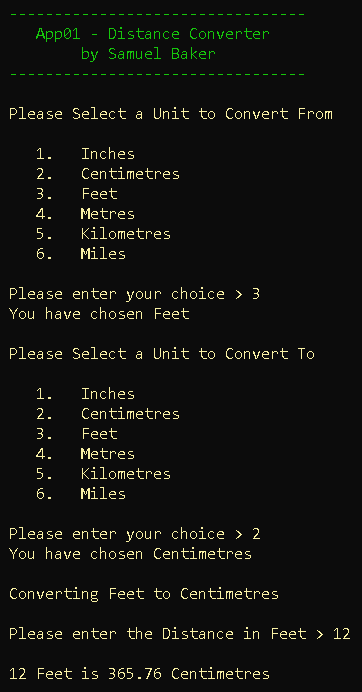 ---------------------------------
App01 - Distance Converter
by Samuel Baker
---------------------------------
Please Select a Unit to Convert From
1. Inches
2. Centimetres
3. Feet
4. Metres
5. Kilometres
6. Miles
Please enter your choice > 3
You have chosen Feet
Please Select a Unit to Convert To
1. Inches
2. Centimetres
3. Feet
4. Metres
5. Kilometres
6. Miles
Please enter your choice > 2
You have chosen Centimetres
Converting Feet to Centimetres
Please enter the Distance in Feet > 12
12 Feet is 365.76 Centimetres